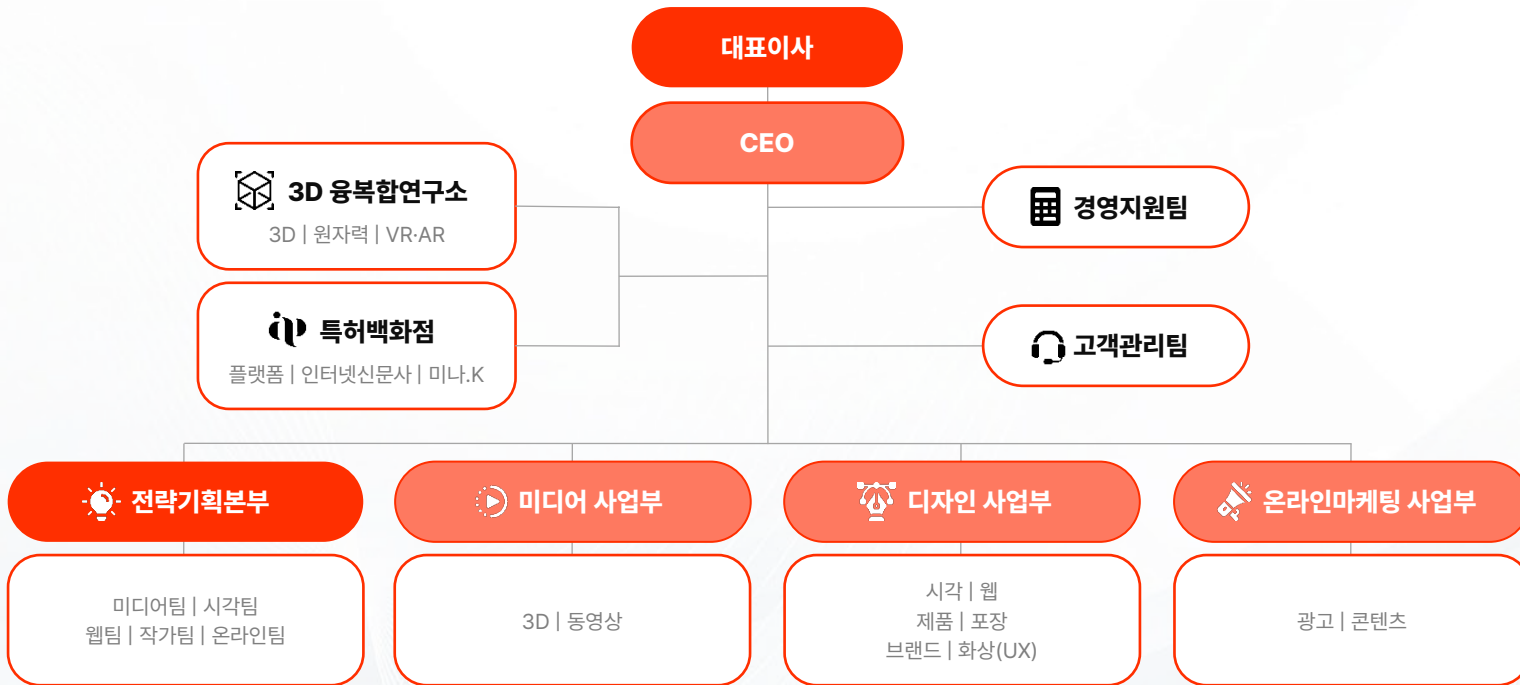 대표이사
CEO
3D 융복합연구소
3D | 원자력 | VR·AR
특허백화점
플랫폼 | 인터넷신문사 | 미나.K
경영지원팀
고객관리팀
전략기획본부
미디어팀 | 시각팀
웹팀 | 작가팀 | 온라인팀
미디어 사업부
3D | 동영상
디자인 사업부
시각 | 웹
제품 | 포장
브랜드 | 화상(UX)
온라인마케팅 사업부
광고 | 콘텐츠